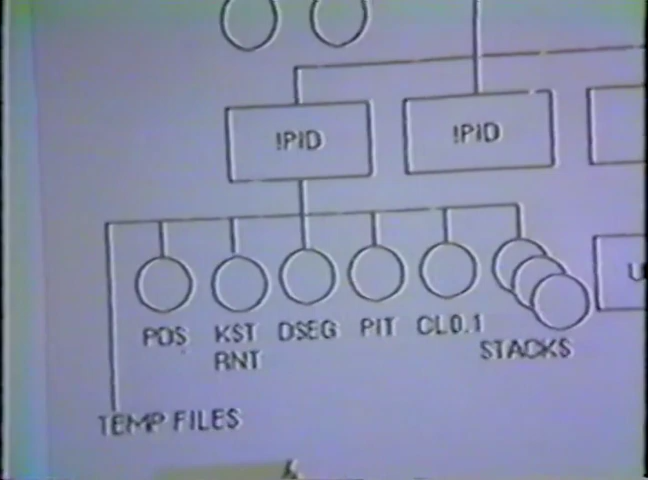 !PID
!PID
PDS
KST
RNT
DSEG
PIT
CL0.1
STACKS
U
TEMP FILES